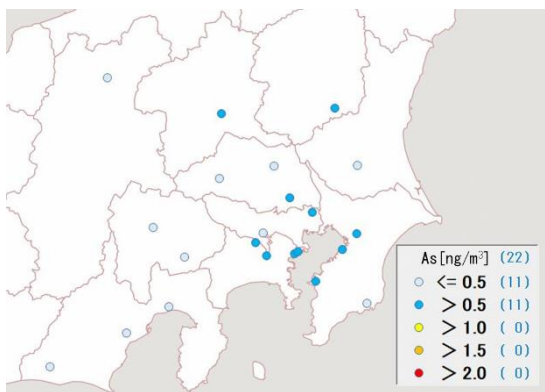 As[ng/m³] (22)
<= 0.5 (11)
> 0.5 (11)
> 1.0 ( 0)
> 1.5 ( 0)
> 2.0 ( 0)